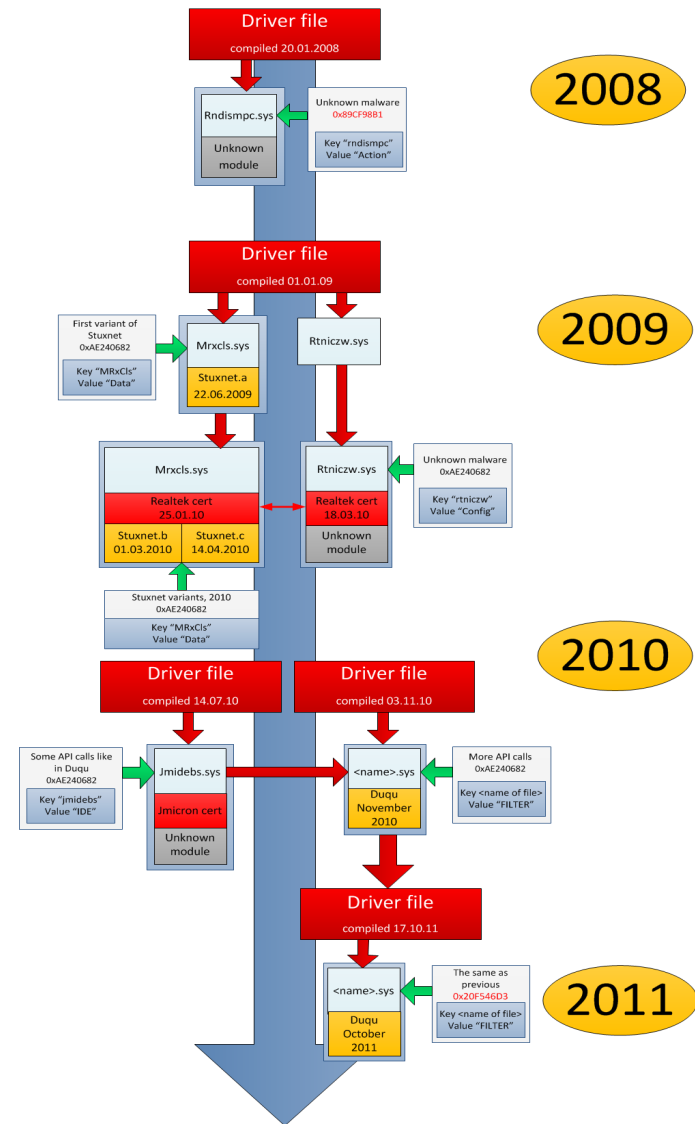 Driver file
compiled 20.01.2008
2008
Rndismpc.sys
Unknown
module
Unknown malware
0x89CF98B1
Key “rndismpc”
Value “Action”
Driver file
compiled 01.01.09
2009
First variant of
Stuxnet
0xAE240682
Key “MRxCls”
Value “Data”
Mrxcls.sys
Stuxnet.a
22.06.2009
Rtniczw.sys
Mrxcls.sys
Realtek cert
25.01.10
Stuxnet.b
01.03.2010
Stuxnet.c
14.04.2010
Rtniczw.sys
Realtek cert
18.03.10
Unknown
module
Unknown malware
0xAE240682
Key “rtniczw”
Value “Config”
Stuxnet variants, 2010
0xAE240682
Key “MRxCls”
Value “Data”
2010
Driver file
compiled 14.07.10
Driver file
compiled 03.11.10
Some API calls like
in Duqu
0xAE240682
Key “jmidebs”
Value “IDE”
Jmidebs.sys
Jmicron cert
Unknown
module
<name>.sys
Duqu
November
2010
More API calls
0xAE240682
Key <name of file>
Value “FILTER”
Driver file
compiled 17.10.11
2011
<name>.sys
Duqu
October
2011
The same as
previous
0x20F546D3
Key <name of file>
Value “FILTER”